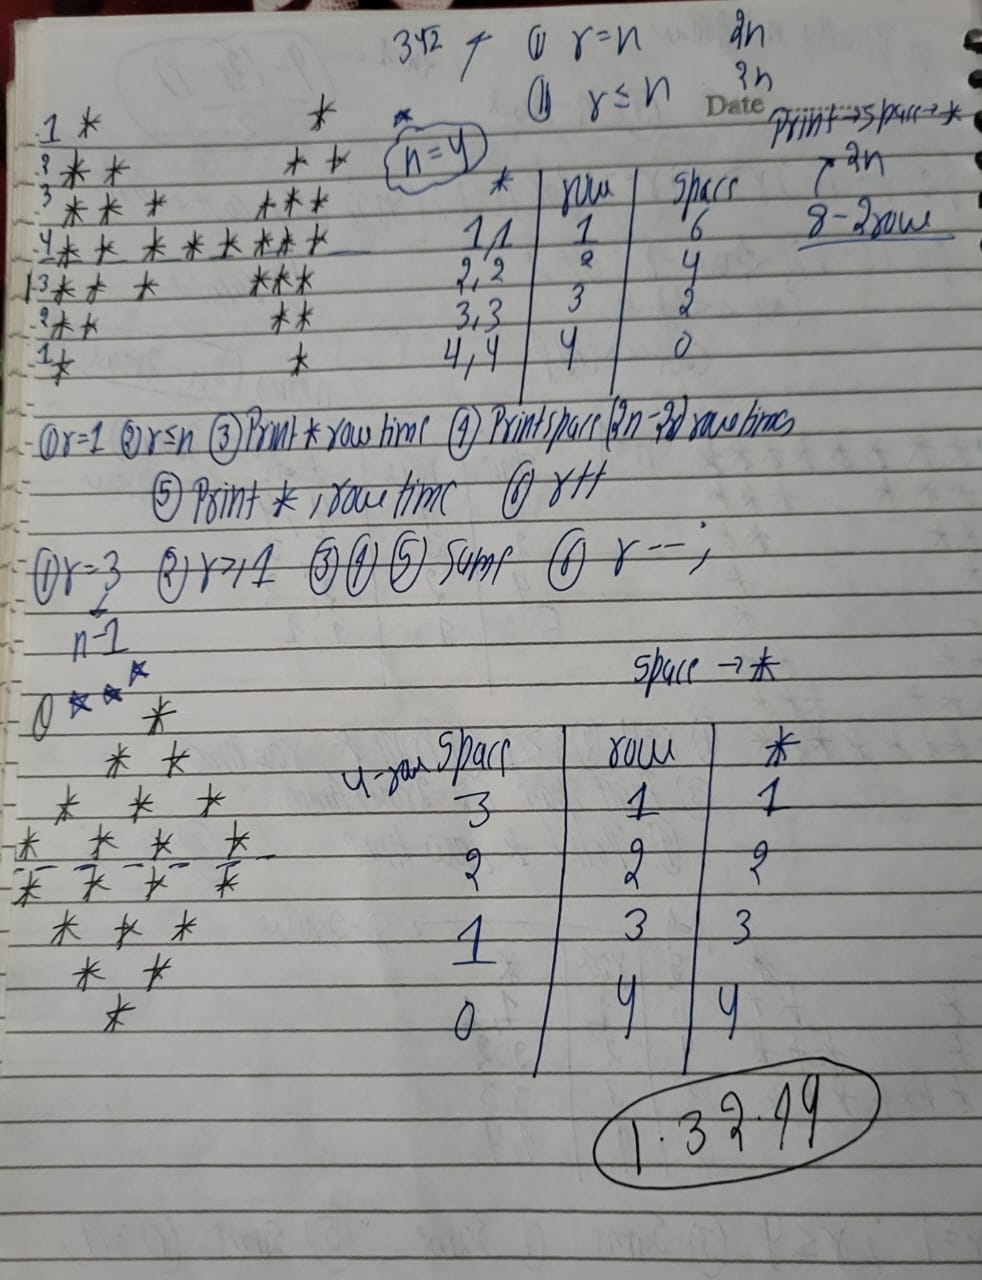 ① r=n 2n
② r≤n 2n Date
Print→space→*
n=4
* row space 2n
1,1 1 6 8-2row
2,2 2 4
3,3 3 2
4,4 4 0
1 * *
2 * * * *
3 * * * * * *
4 * * * * * * * *
3 * * * * * *
2 * * * *
1 * *
① r=1 ② r≤n ③ Print * row time ④ Print space (2n-2r) row times
⑤ Print *, row time ⑥ r++
① r=3 ② r>,1 ③ ④ ⑤ Same ⑥ r--;
n-1
Space → *
*
* *
* * *
* * * *
* * * *
* * *
* *
*
4-row Space row *
3 1 1
2 2 2
1 3 3
0 4 4
1.32.19